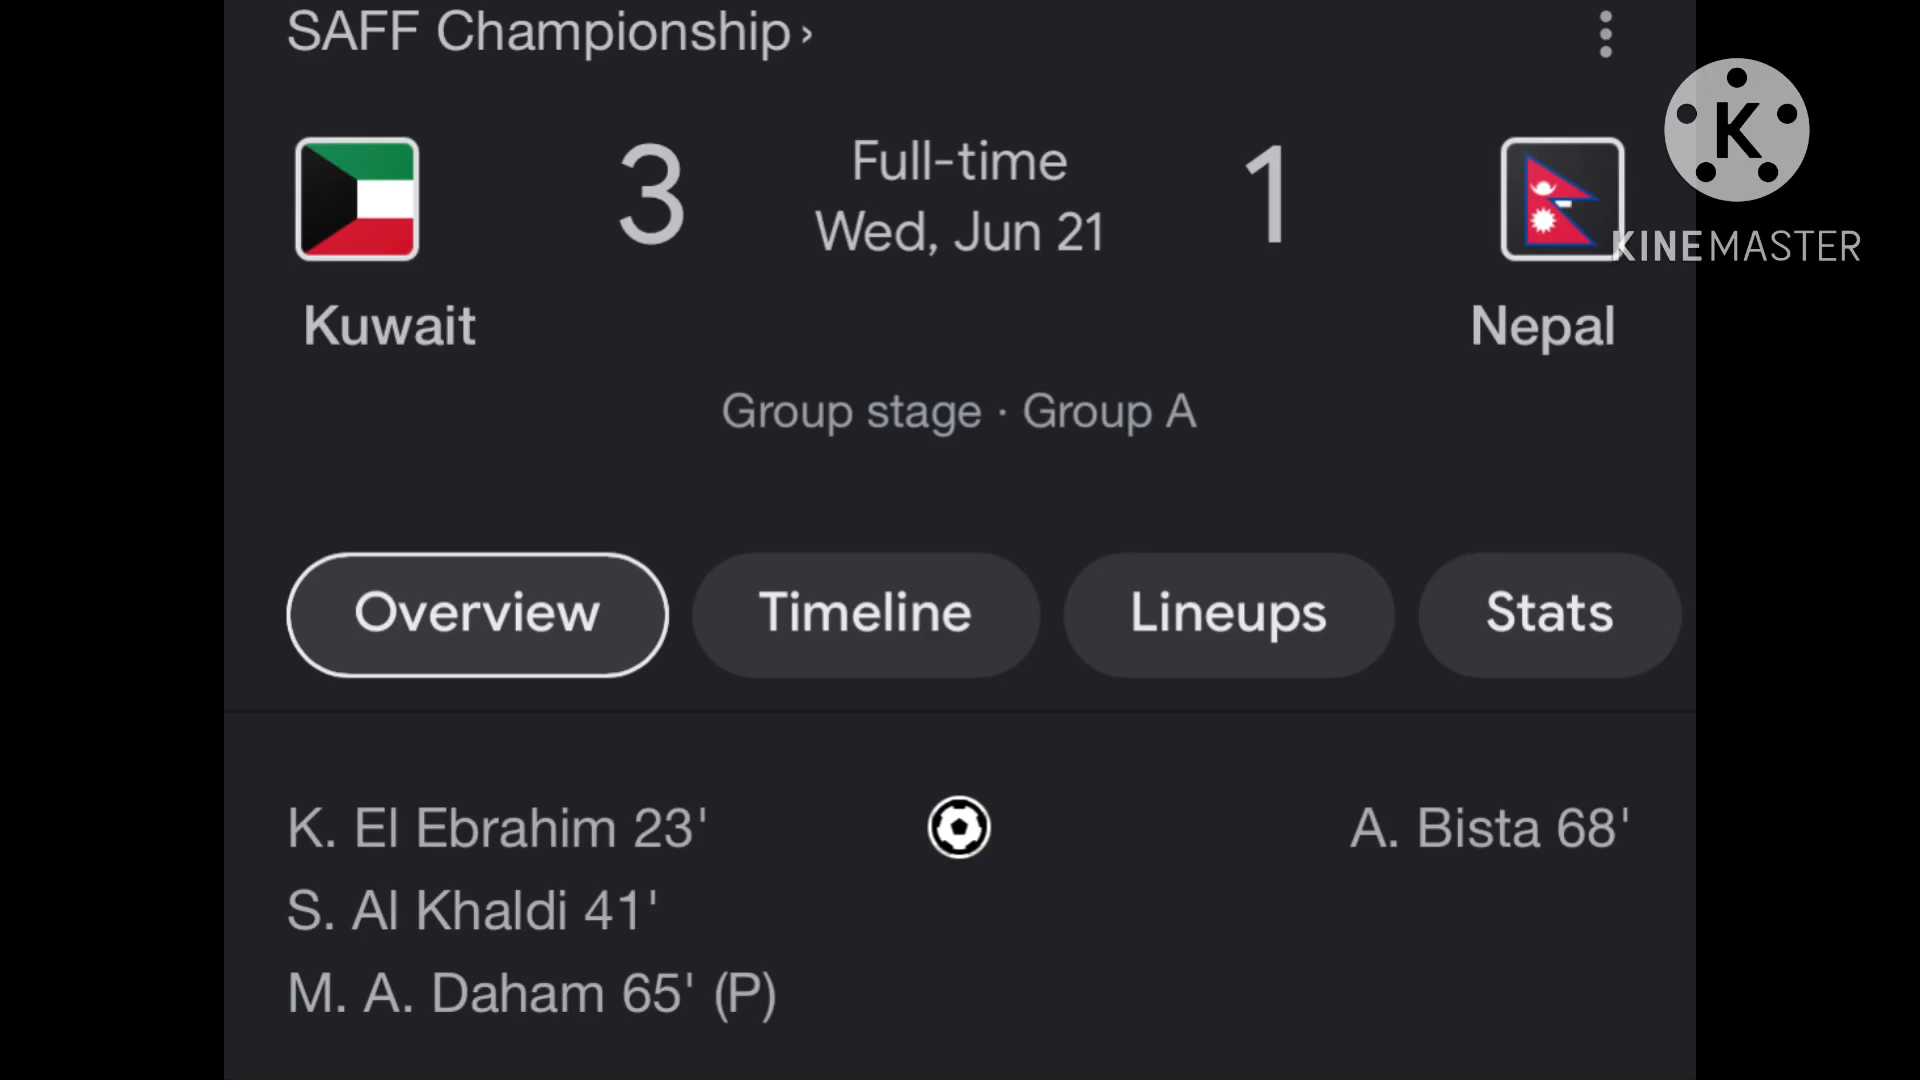 SAFF Championship ›
3 Full-time 1
Wed, Jun 21
K
KINEMASTER
Kuwait Nepal
Group stage · Group A
Overview Timeline Lineups Stats
K. El Ebrahim 23' A. Bista 68'
S. Al Khaldi 41'
M. A. Daham 65' (P)